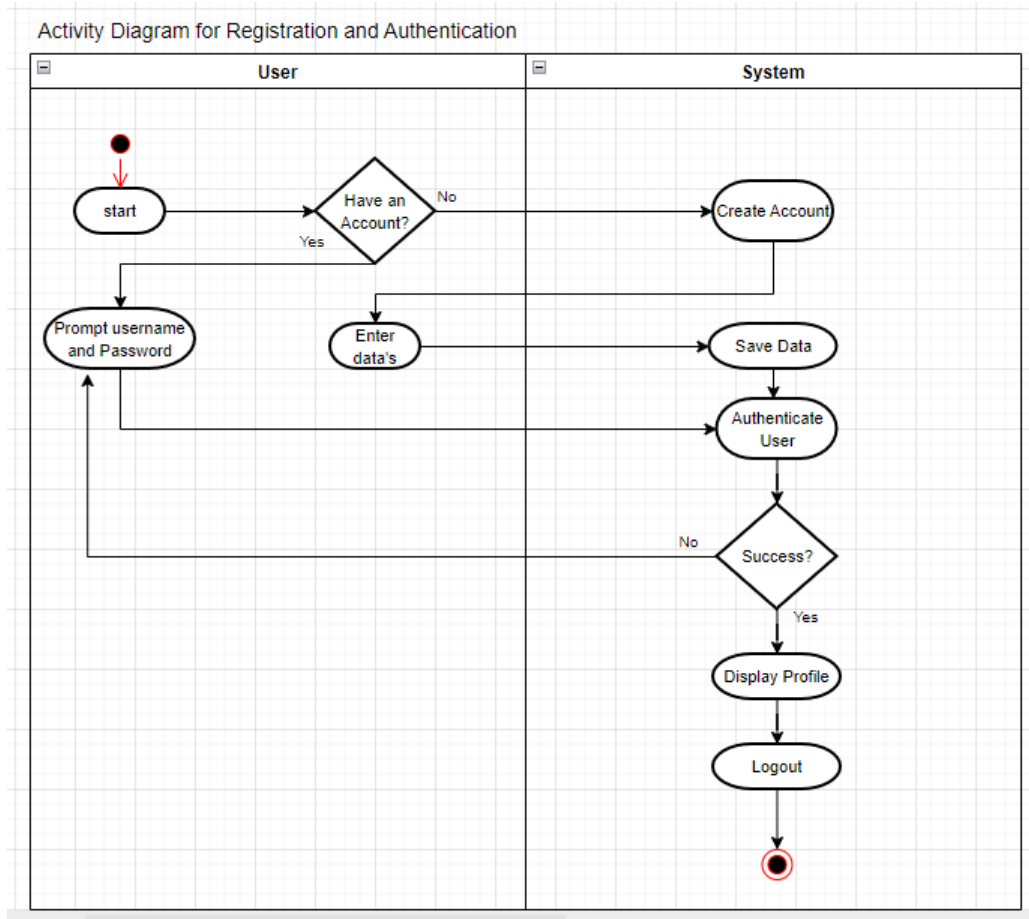 Activity Diagram for Registration and Authentication
User
System
start
Have an
Account?
No
Create Account
Yes
Prompt username
and Password
Enter
data's
Save Data
Authenticate
User
No
Success?
Yes
Display Profile
Logout